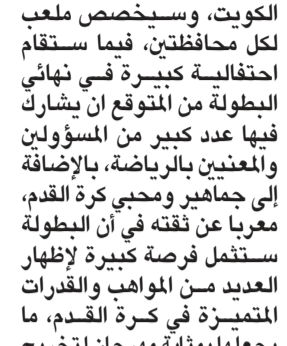 الكويت، وسيخصص ملعب
لكل محافظتين، فيما ستقام
احتفالية كبيرة في نهائي
البطولة من المتوقع ان يشارك
فيها عدد كبير من المسؤولين
والمعنيين بالرياضة، بالإضافة
إلى جماهير ومحبي كرة القدم،
معربا عن ثقته في أن البطولة
ستمثل فرصة كبيرة لإظهار
العديد من المواهب والقدرات
المتميزة في كرة القدم، ما